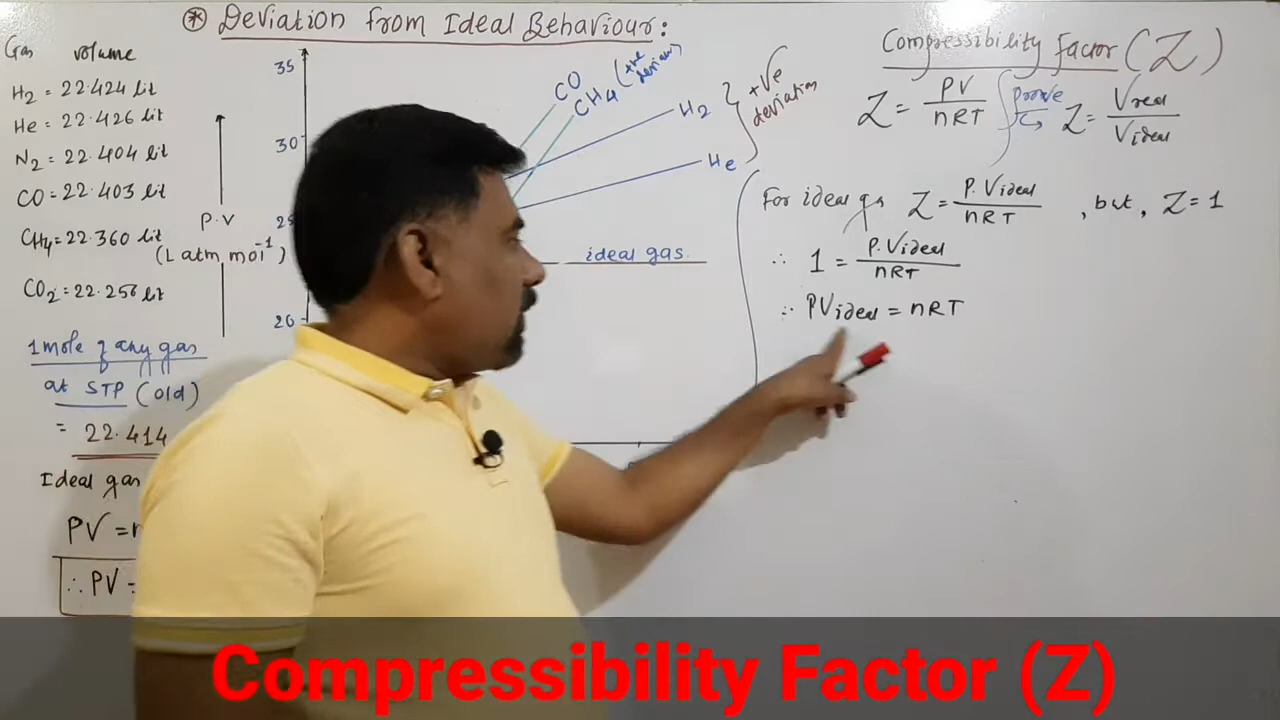 * Deviation from Ideal Behaviour:
Gas volume
H2 = 22.424 lit
He = 22.426 lit
N2 = 22.404 lit
CO = 22.403 lit
CH4 = 22.360 lit
CO2 = 22.256 lit
1 mole of any gas
at STP (old)
= 22.414
Ideal gas
PV =
∴ PV =
35
30
20
P.V
(L atm mol⁻¹)
CO
CH4 (+ve
H2
He
+ve
deviation
ideal gas
Compressibility Factor (Z)
Z = PV / nRT prove Z = Vreal / Videal
For ideal gas Z = P.Videal / nRT , but, Z = 1
∴ 1 = P.Videal / nRT
∴ PVideal = nRT
Compressibility Factor (Z)